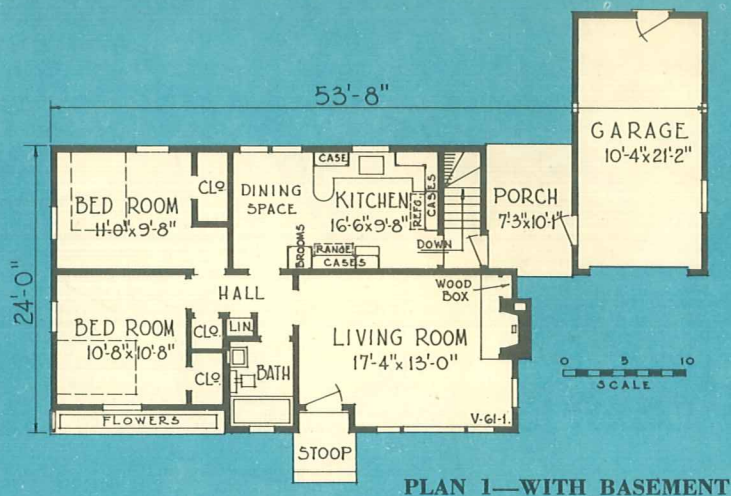 53'-8"
GARAGE
10'-4"x21'-2"
24'-0"
BED ROOM
11'-0"x9'-8"
CLO.
DINING
SPACE
CASE
KITCHEN
16'-6"x9'-8"
REFG.
CASES
BROOMS
RANGE
CASES
DOWN
PORCH
7'-3"x10'-1"
HALL
BED ROOM
10'-8"x10'-8"
CLO.
LIN.
CLO.
BATH
WOOD
BOX
LIVING ROOM
17'-4"x13'-0"
0 5 10
SCALE
FLOWERS
V-61-1.
STOOP
PLAN 1—WITH BASEMENT